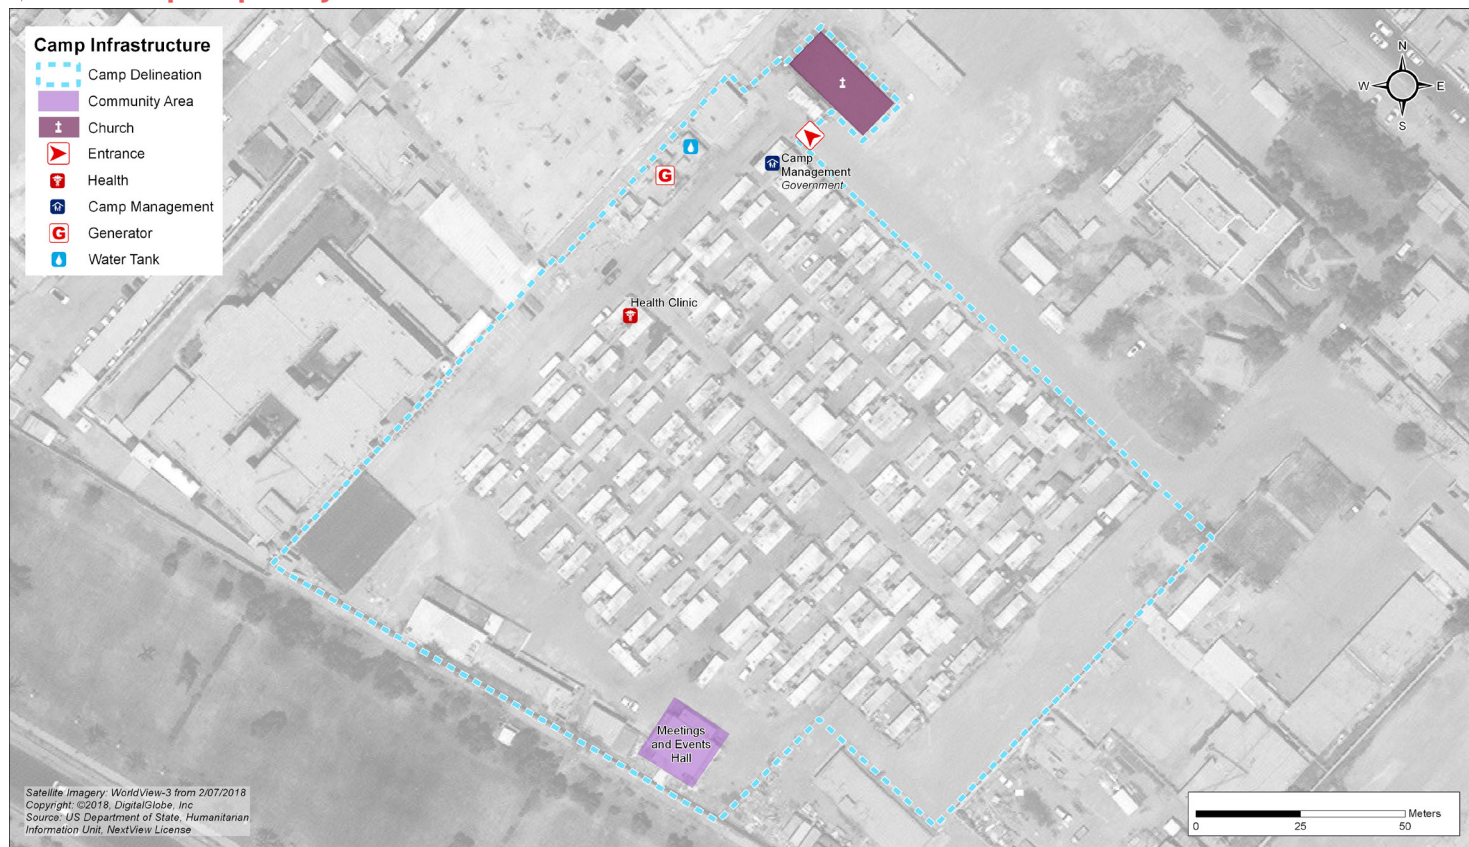 Camp Infrastructure
Camp Delineation
Community Area
Church
Entrance
Health
Camp Management
G
Generator
Water Tank
N
W
E
S
G
Camp
Management
Government
Health Clinic
Meetings
and Events
Hall
Satellite Imagery: WorldView-3 from 2/07/2018
Copyright: ©2018, DigitalGlobe, Inc
Source: US Department of State, Humanitarian
Information Unit, NextView License
Meters
0
25
50